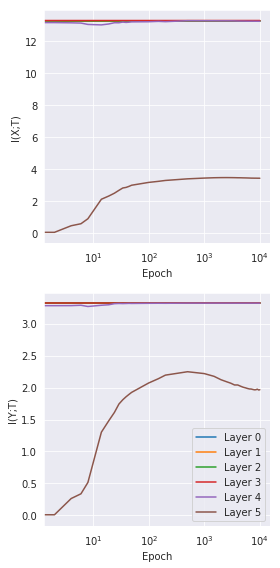 12
10
8
6
4
2
0
I(X;T)
10¹
10²
10³
10⁴
Epoch
3.0
2.5
2.0
1.5
1.0
0.5
0.0
I(Y;T)
Layer 0
Layer 1
Layer 2
Layer 3
Layer 4
Layer 5
10¹
10²
10³
10⁴
Epoch